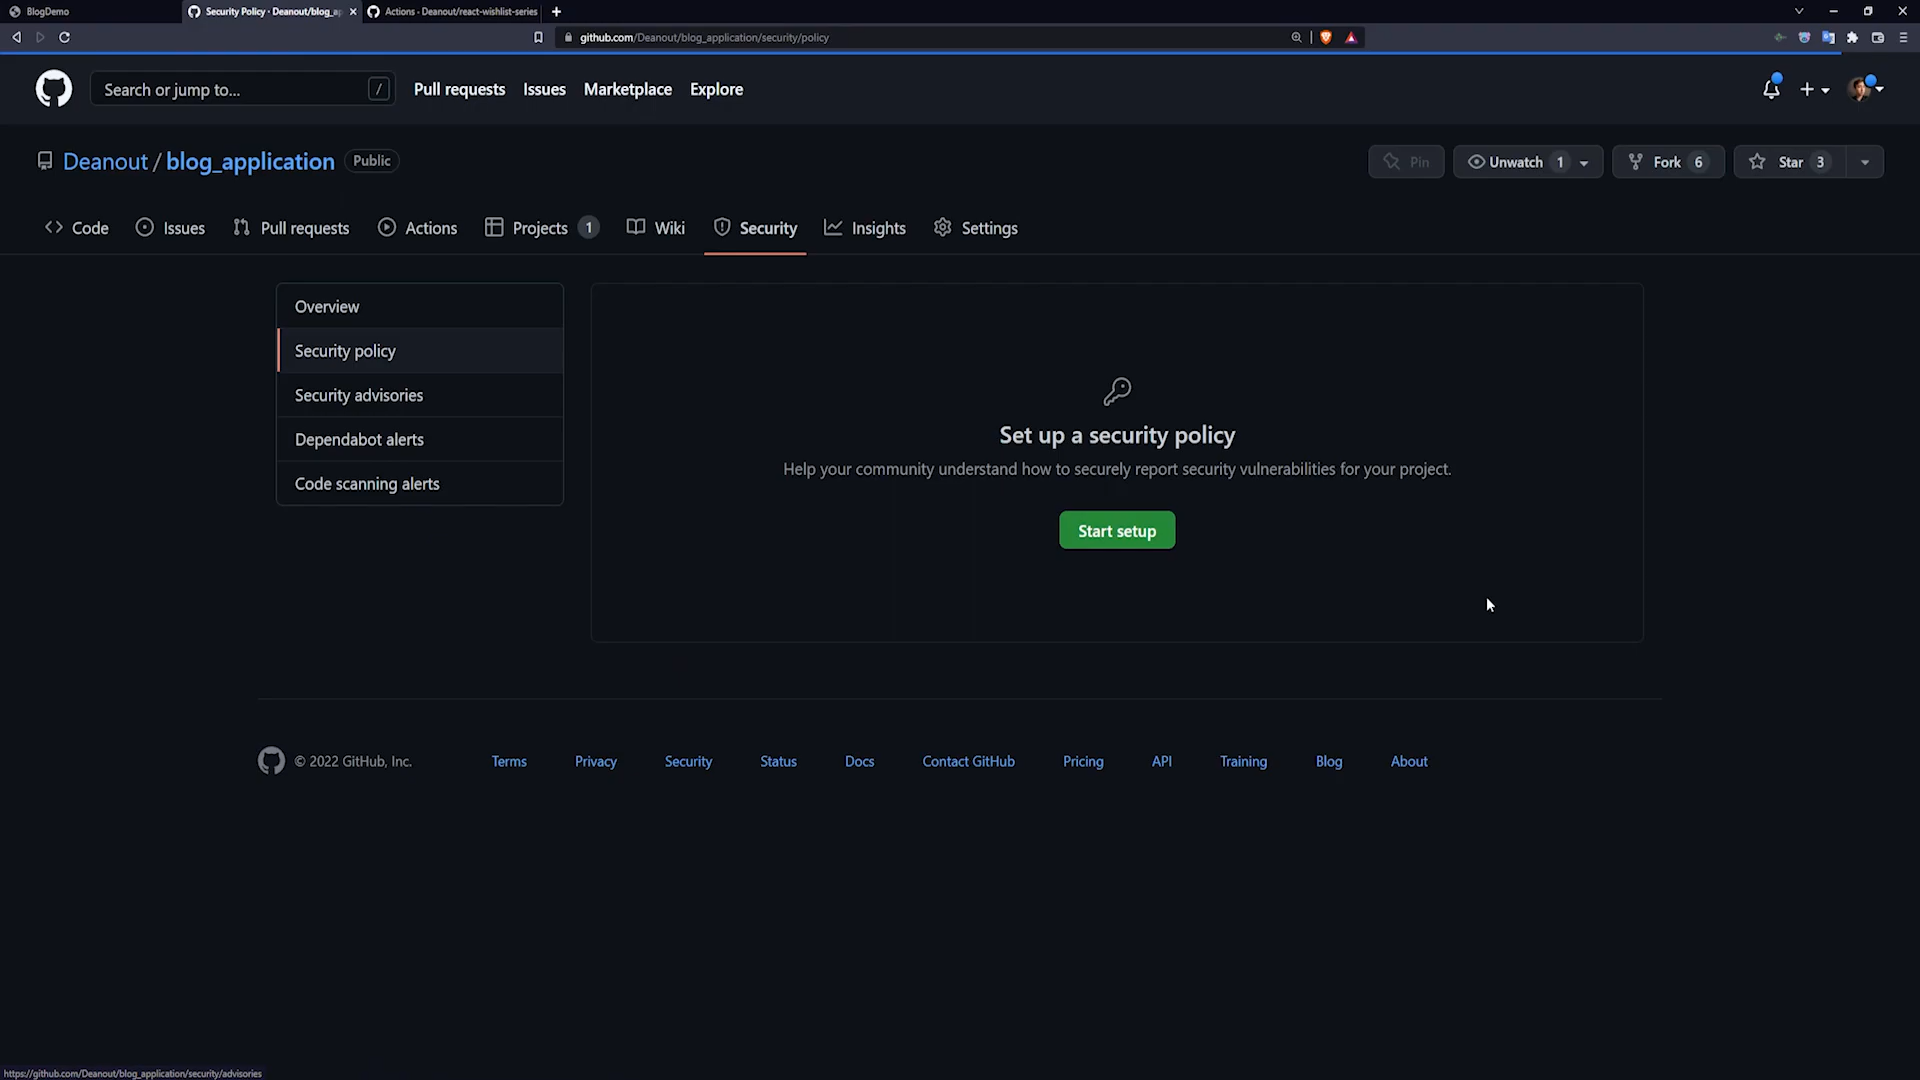 BlogDemo
Security Policy · Deanout/blog_a
Actions · Deanout/react-wishlist-series
github.com/Deanout/blog_application/security/policy
Search or jump to...
/
Pull requests
Issues
Marketplace
Explore
Deanout / blog_application
Public
Pin
Unwatch 1
Fork 6
Star 3
Code
Issues
Pull requests
Actions
Projects 1
Wiki
Security
Insights
Settings
Overview
Security policy
Security advisories
Dependabot alerts
Code scanning alerts
Set up a security policy
Help your community understand how to securely report security vulnerabilities for your project.
Start setup
© 2022 GitHub, Inc.
Terms
Privacy
Security
Status
Docs
Contact GitHub
Pricing
API
Training
Blog
About
https://github.com/Deanout/blog_application/security/advisories